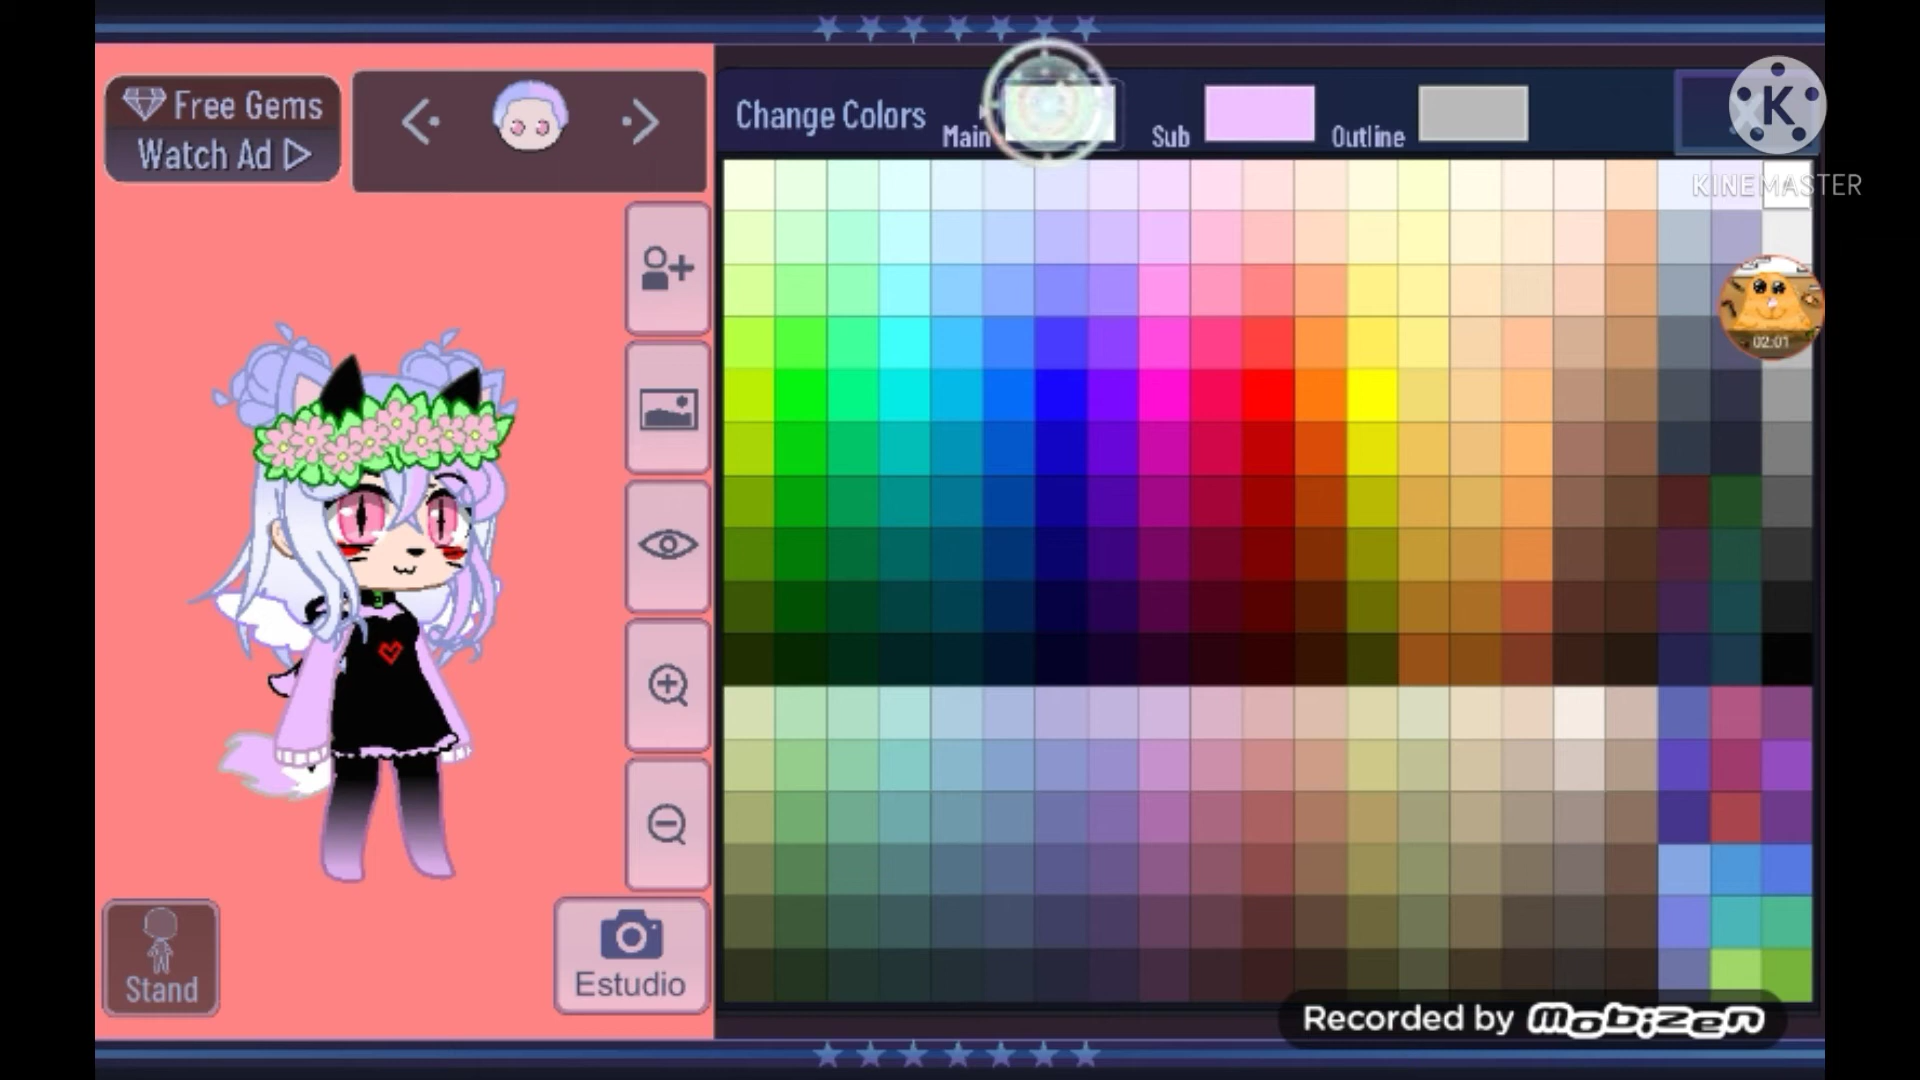 Free Gems
Watch Ad
Change Colors
Main
Sub
Outline
K
KINEMASTER
02:01
Stand
Estudio
Recorded by Mobizen